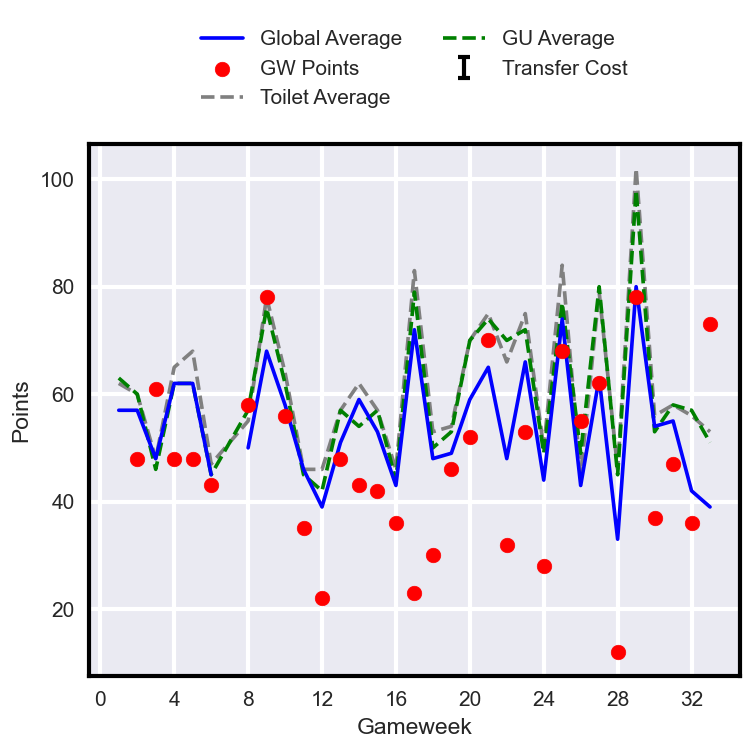 Global Average
GU Average
GW Points
Transfer Cost
Toilet Average
100
80
60
40
20
Points
0 4 8 12 16 20 24 28 32
Gameweek